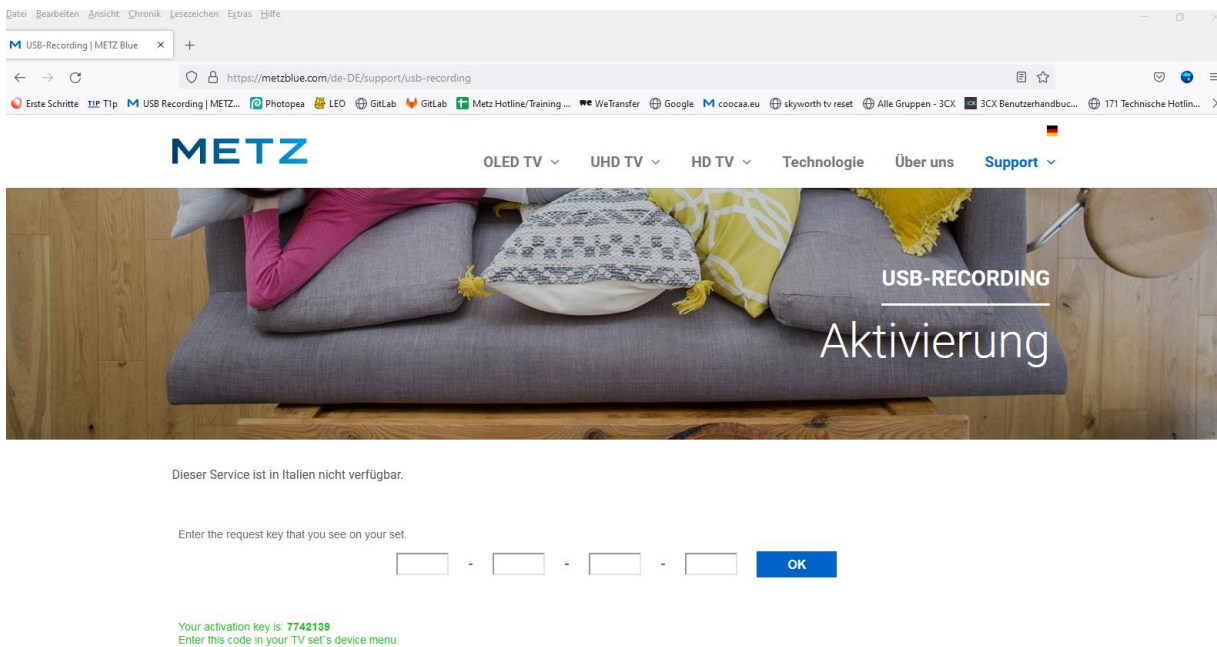 Datei Bearbeiten Ansicht Chronik Lesezeichen Extras Hilfe
USB-Recording | METZ Blue
https://metzblue.com/de-DE/support/usb-recording
Erste Schritte T1P T1p USB Recording | METZ... Photopea LEO GitLab GitLab Metz Hotline/Training ... WeTransfer Google coocaa.eu skyworth tv reset Alle Gruppen - 3CX 3CX Benutzerhandbuc... 171 Technische Hotlin...
METZ
OLED TV UHD TV HD TV Technologie Über uns Support
USB-RECORDING
Aktivierung
Dieser Service ist in Italien nicht verfügbar.
Enter the request key that you see on your set.
- - - OK
Your activation key is: 7742139
Enter this code in your TV set´s device menu.